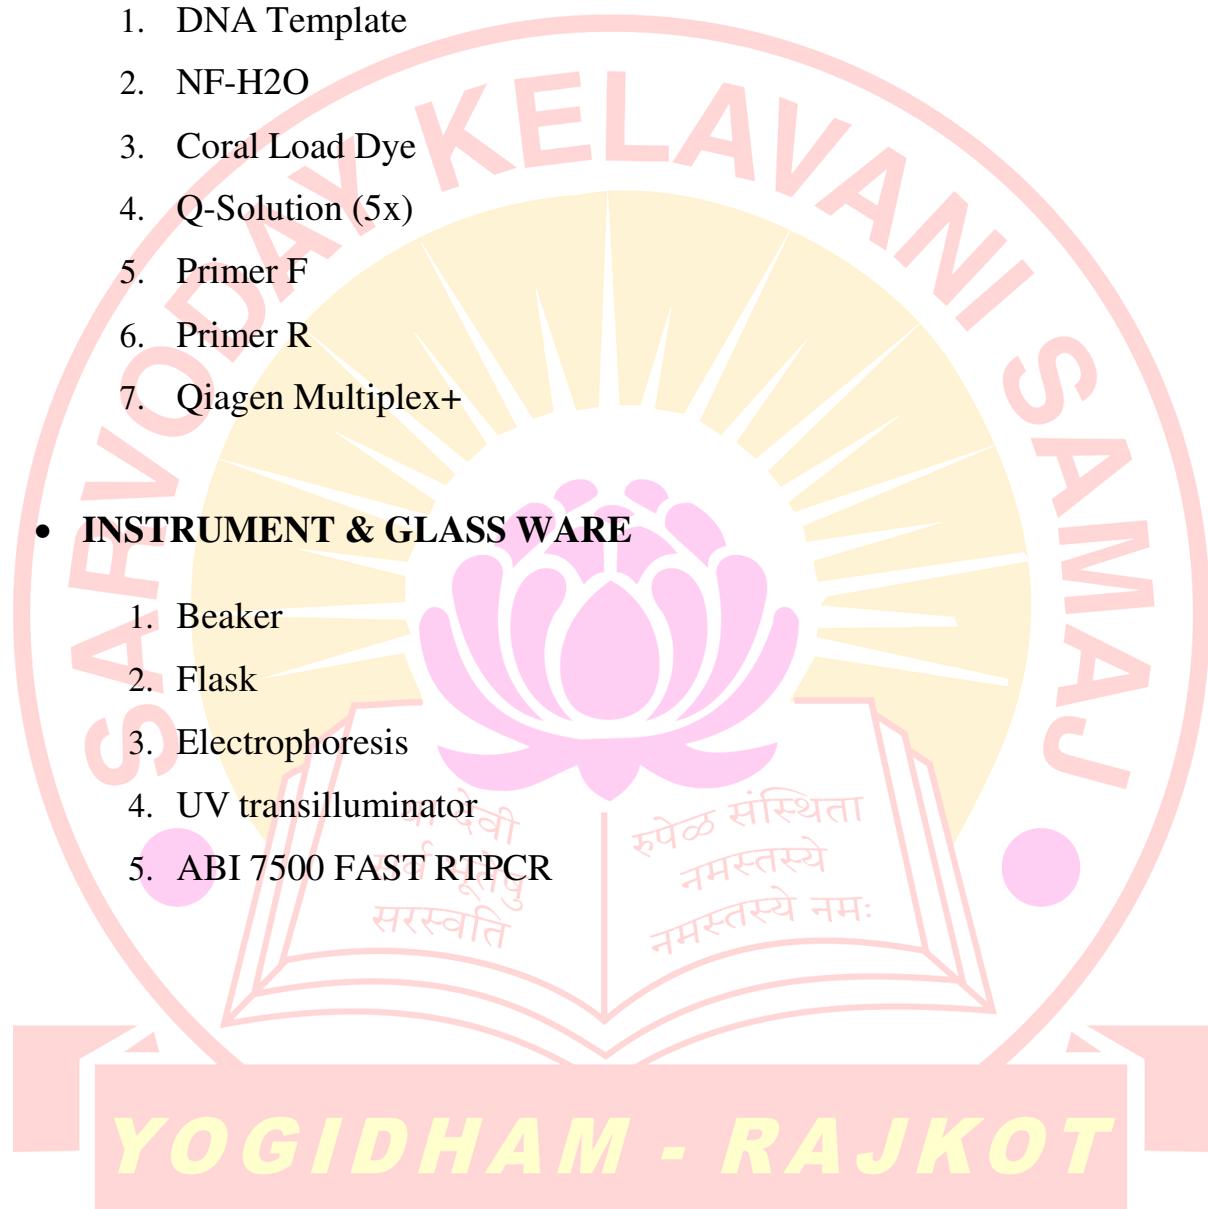 1. DNA Template
2. NF-H2O
3. Coral Load Dye
4. Q-Solution (5x)
5. Primer F
6. Primer R
7. Qiagen Multiplex+
• INSTRUMENT & GLASS WARE
1. Beaker
2. Flask
3. Electrophoresis
4. UV transilluminator
5. ABI 7500 FAST RTPCR
SARVODAY KELAVANI SAMAJ
देवी
सरस्वति
रुपेळ संस्थिता
नमस्तस्ये
नमस्तस्ये नमः
YOGIDHAM - RAJKOT